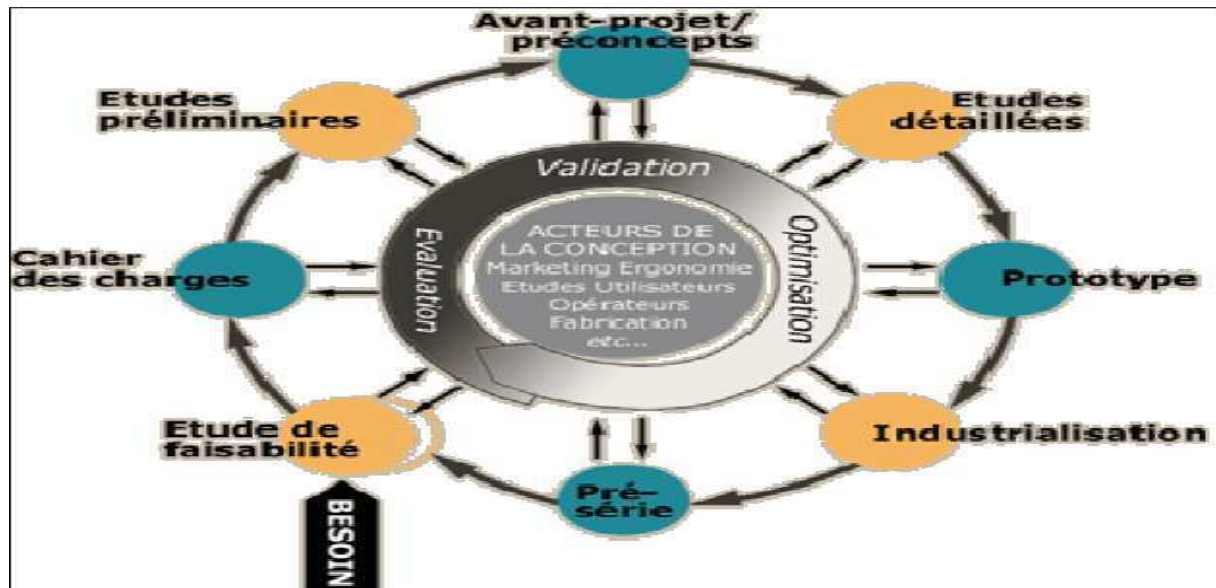 Avant-projet/
préconcepts
Etudes
préliminaires
Etudes
détaillées
Validation
Evaluation
Optimisation
ACTEURS DE
LA CONCEPTION
Marketing Ergonomie
Etudes Utilisateurs
Opérateurs
Fabrication
etc...
Cahier
des charges
Prototype
Etude de
faisabilité
Industrialisation
Pré-
série
BESOIN